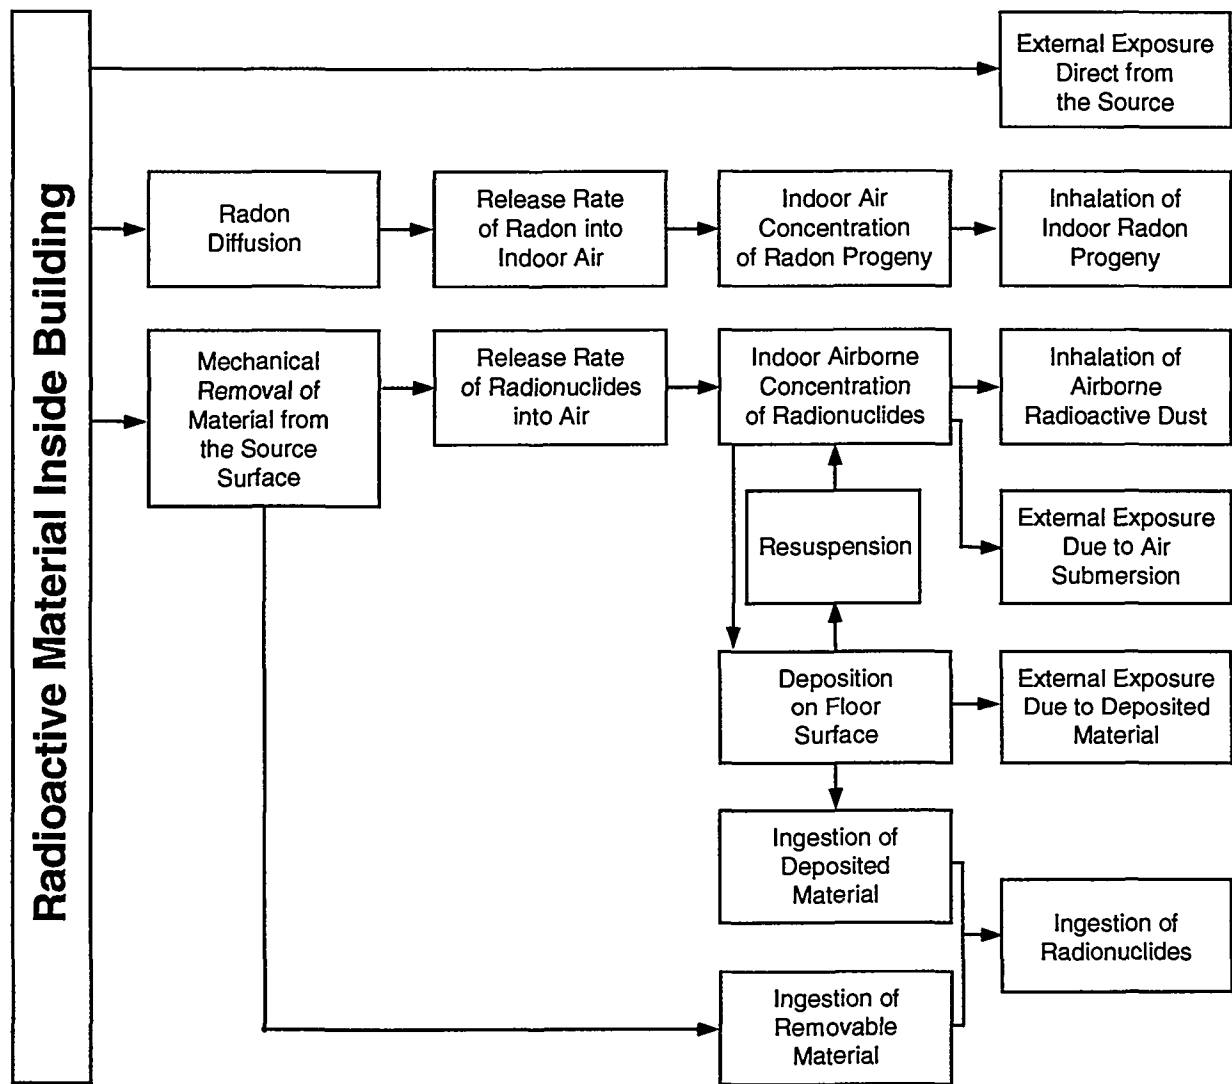 Radioactive Material Inside Building
External Exposure
Direct from
the Source
Radon
Diffusion
Release Rate
of Radon into
Indoor Air
Indoor Air
Concentration
of Radon Progeny
Inhalation of
Indoor Radon
Progeny
Mechanical
Removal of
Material from
the Source
Surface
Release Rate
of Radionuclides
into Air
Indoor Airborne
Concentration
of Radionuclides
Inhalation of
Airborne
Radioactive Dust
Resuspension
External Exposure
Due to Air
Submersion
Deposition
on Floor
Surface
External Exposure
Due to Deposited
Material
Ingestion of
Deposited
Material
Ingestion of
Radionuclides
Ingestion of
Removable
Material